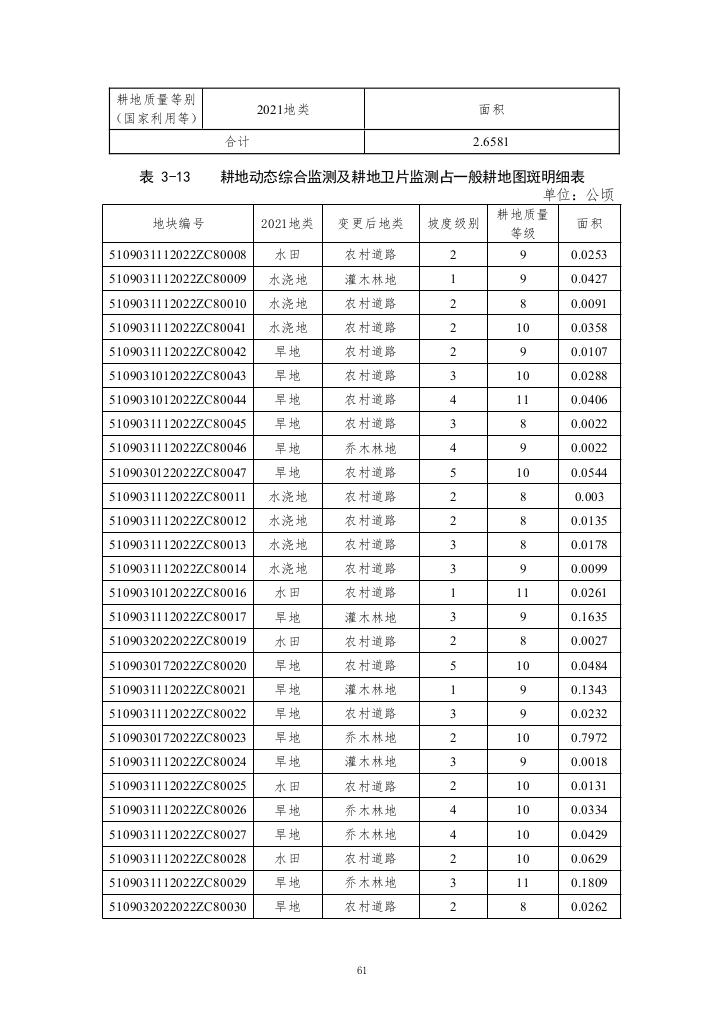 耕地质量等别
（国家利用等） 2021地类 面积
合计 2.6581
表 3-13 耕地动态综合监测及耕地卫片监测占一般耕地图斑明细表
单位：公顷
地块编号 2021地类 变更后地类 坡度级别 耕地质量等级 面积
5109031112022ZC80008 水田 农村道路 2 9 0.0253
5109031112022ZC80009 水浇地 灌木林地 1 9 0.0427
5109031112022ZC80010 水浇地 农村道路 2 8 0.0091
5109031112022ZC80041 水浇地 农村道路 2 10 0.0358
5109031112022ZC80042 旱地 农村道路 2 9 0.0107
5109031012022ZC80043 旱地 农村道路 3 10 0.0288
5109031012022ZC80044 旱地 农村道路 4 11 0.0406
5109031112022ZC80045 旱地 农村道路 3 8 0.0022
5109031112022ZC80046 旱地 乔木林地 4 9 0.0022
5109030122022ZC80047 旱地 农村道路 5 10 0.0544
5109031112022ZC80011 水浇地 农村道路 2 8 0.003
5109031112022ZC80012 水浇地 农村道路 2 8 0.0135
5109031112022ZC80013 水浇地 农村道路 3 8 0.0178
5109031112022ZC80014 水浇地 农村道路 3 9 0.0099
5109031012022ZC80016 水田 农村道路 1 11 0.0261
5109031112022ZC80017 旱地 灌木林地 3 9 0.1635
5109032022022ZC80019 水田 农村道路 2 8 0.0027
5109030172022ZC80020 旱地 农村道路 5 10 0.0484
5109031112022ZC80021 旱地 灌木林地 1 9 0.1343
5109031112022ZC80022 旱地 农村道路 3 9 0.0232
5109030172022ZC80023 旱地 乔木林地 2 10 0.7972
5109031112022ZC80024 旱地 灌木林地 3 9 0.0018
5109031112022ZC80025 水田 农村道路 2 10 0.0131
5109031112022ZC80026 旱地 乔木林地 4 10 0.0334
5109031112022ZC80027 旱地 乔木林地 4 10 0.0429
5109031112022ZC80028 水田 农村道路 2 10 0.0629
5109031112022ZC80029 旱地 乔木林地 3 11 0.1809
5109032022022ZC80030 旱地 农村道路 2 8 0.0262
61